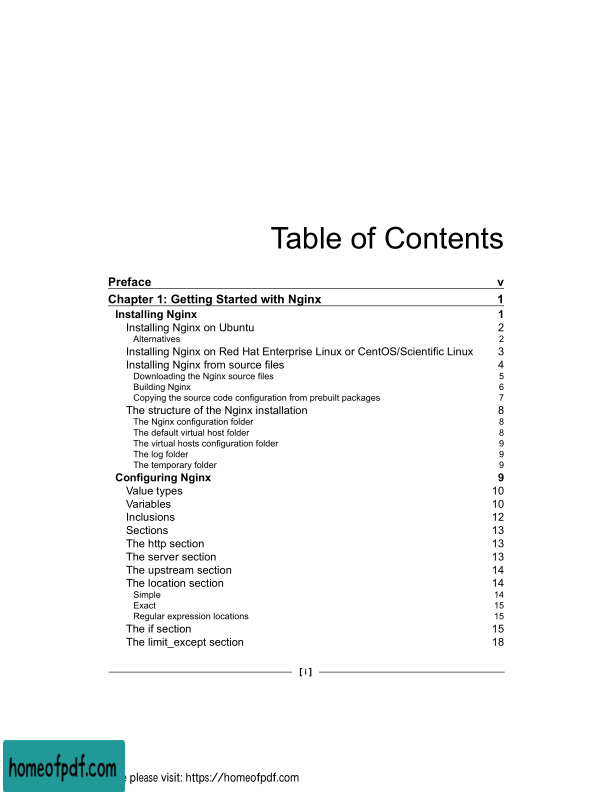 Table of Contents
Preface v
Chapter 1: Getting Started with Nginx 1
Installing Nginx 1
Installing Nginx on Ubuntu 2
Alternatives 2
Installing Nginx on Red Hat Enterprise Linux or CentOS/Scientific Linux 3
Installing Nginx from source files 4
Downloading the Nginx source files 5
Building Nginx 6
Copying the source code configuration from prebuilt packages 7
The structure of the Nginx installation 8
The Nginx configuration folder 8
The default virtual host folder 8
The virtual hosts configuration folder 9
The log folder 9
The temporary folder 9
Configuring Nginx 9
Value types 10
Variables 10
Inclusions 12
Sections 13
The http section 13
The server section 13
The upstream section 14
The location section 14
Simple 14
Exact 15
Regular expression locations 15
The if section 15
The limit_except section 18
[ i ]
homeofpdf.com
please visit: https://homeofpdf.com